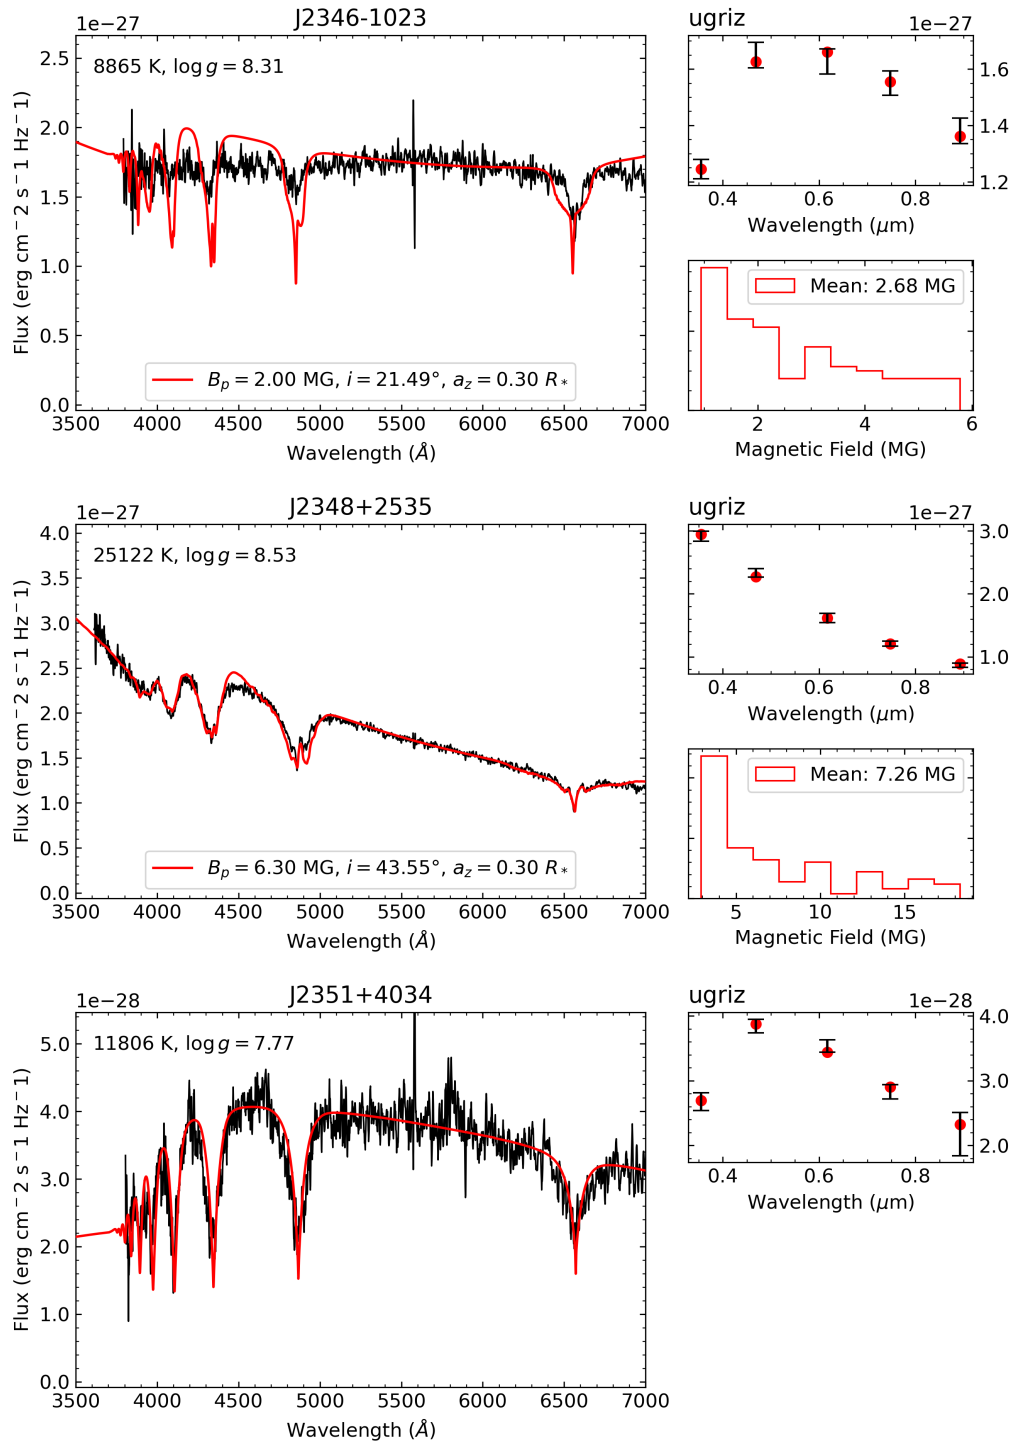 J2346-1023
1e−27
8865 K, log g = 8.31
2.5
2.0
1.5
1.0
0.5
0.0
Flux (erg cm−2 s−1 Hz−1)
B_p = 2.00 MG, i = 21.49°, a_z = 0.30 R_*
3500 4000 4500 5000 5500 6000 6500 7000
Wavelength (Å)
ugriz
1e−27
1.6
1.4
1.2
0.4 0.6 0.8
Wavelength (μm)
Mean: 2.68 MG
2 4 6
Magnetic Field (MG)
J2348+2535
1e−27
25122 K, log g = 8.53
4.0
3.5
3.0
2.5
2.0
1.5
1.0
0.5
0.0
Flux (erg cm−2 s−1 Hz−1)
B_p = 6.30 MG, i = 43.55°, a_z = 0.30 R_*
3500 4000 4500 5000 5500 6000 6500 7000
Wavelength (Å)
ugriz
1e−27
3.0
2.0
1.0
0.4 0.6 0.8
Wavelength (μm)
Mean: 7.26 MG
5 10 15
Magnetic Field (MG)
J2351+4034
1e−28
11806 K, log g = 7.77
5.0
4.0
3.0
2.0
1.0
0.0
Flux (erg cm−2 s−1 Hz−1)
3500 4000 4500 5000 5500 6000 6500 7000
Wavelength (Å)
ugriz
1e−28
4.0
3.0
2.0
0.4 0.6 0.8
Wavelength (μm)